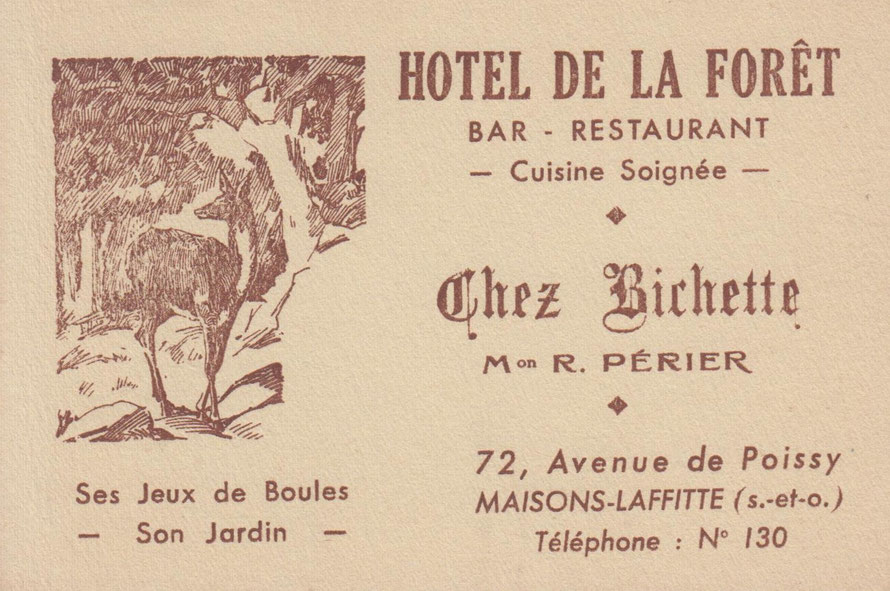 HOTEL DE LA FORÊT
BAR - RESTAURANT
— Cuisine Soignée —
Chez Bichette
Mon R. PÉRIER
72, Avenue de Poissy
MAISONS-LAFFITTE (s.-et-o.)
Téléphone : N° 130
Ses Jeux de Boules
— Son Jardin —